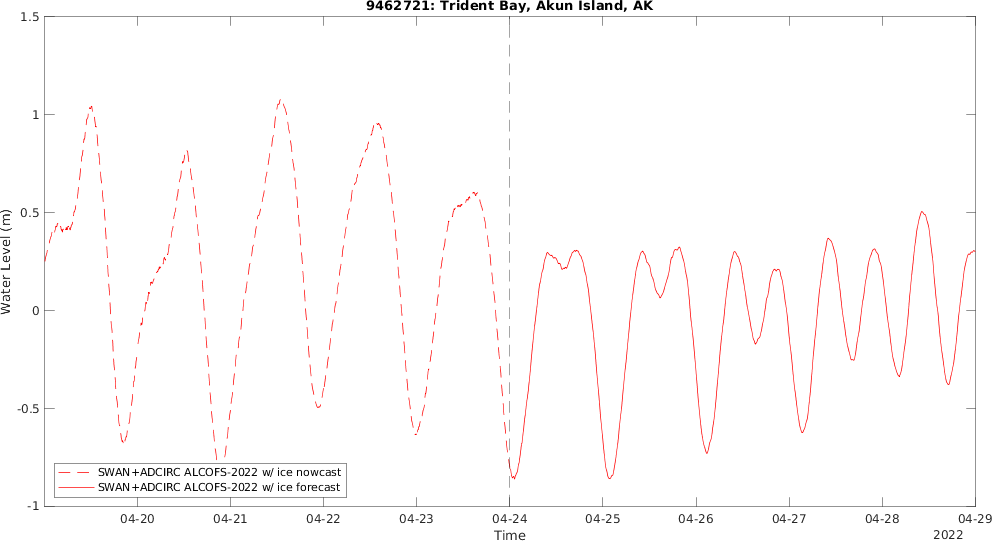 9462721: Trident Bay, Akun Island, AK
1.5
1
0.5
0
-0.5
-1
Water Level (m)
SWAN+ADCIRC ALCOFS-2022 w/ ice nowcast
SWAN+ADCIRC ALCOFS-2022 w/ ice forecast
04-20 04-21 04-22 04-23 04-24 04-25 04-26 04-27 04-28 04-29
Time
2022